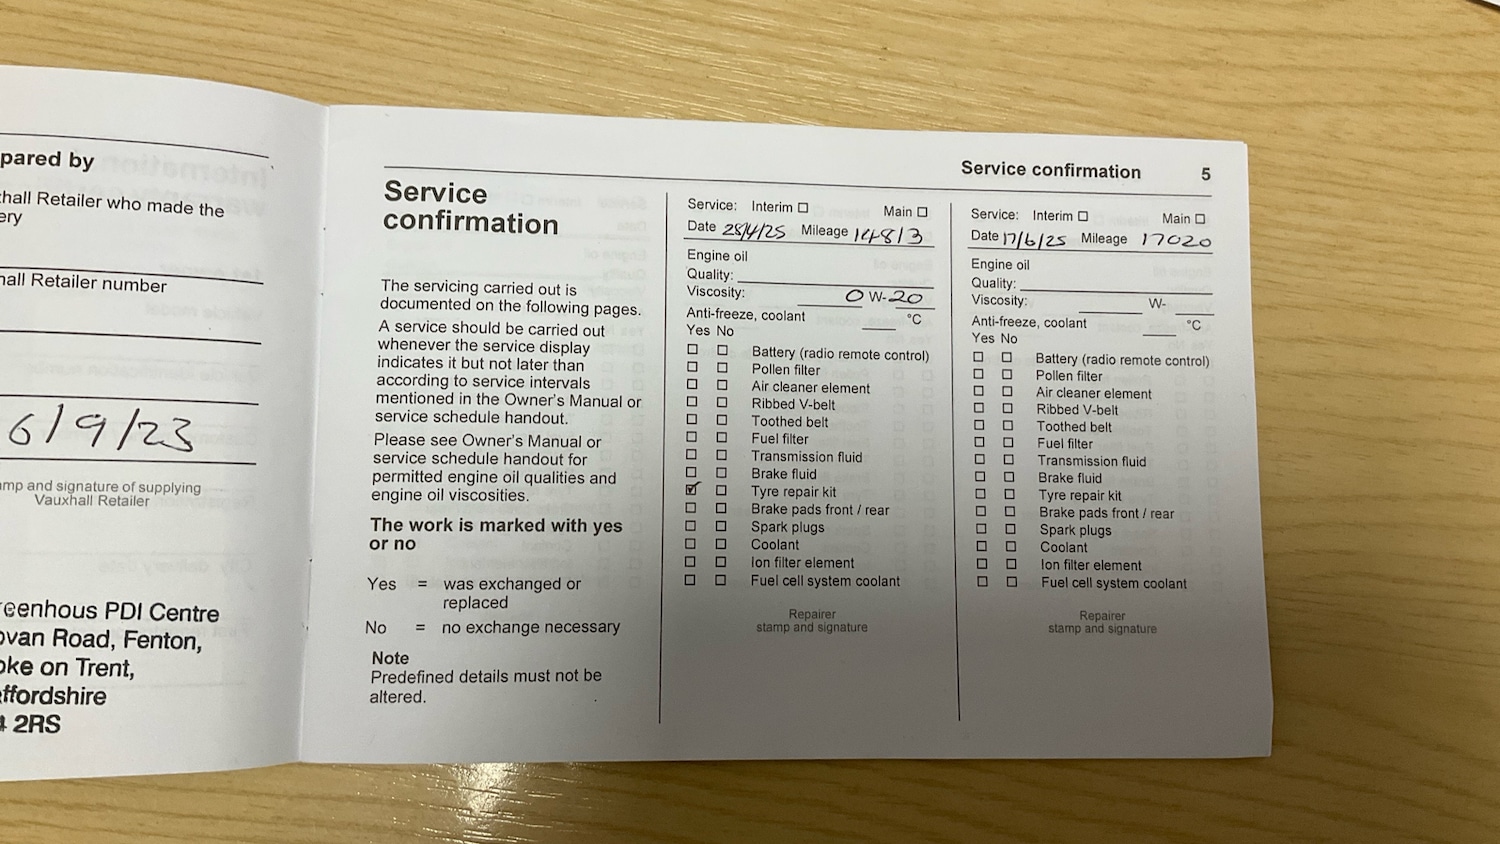 pared by
hall Retailer who made the
ery
hall Retailer number
6/9/23
mp and signature of supplying
Vauxhall Retailer
eenhous PDI Centre
van Road, Fenton,
oke on Trent,
ffordshire
4 2RS
Service confirmation 5
Service
confirmation
The servicing carried out is
documented on the following pages.
A service should be carried out
whenever the service display
indicates it but not later than
according to service intervals
mentioned in the Owner's Manual or
service schedule handout.
Please see Owner's Manual or
service schedule handout for
permitted engine oil qualities and
engine oil viscosities.
The work is marked with yes
or no
Yes = was exchanged or
replaced
No = no exchange necessary
Note
Predefined details must not be
altered.
Service: Interim ☐ Main ☐
Date 28/4/25 Mileage 14813
Engine oil
Quality:
Viscosity: 0 W-20
Anti-freeze, coolant °C
Yes No
☐ ☐ Battery (radio remote control)
☐ ☐ Pollen filter
☐ ☐ Air cleaner element
☐ ☐ Ribbed V-belt
☐ ☐ Toothed belt
☐ ☐ Fuel filter
☐ ☐ Transmission fluid
☐ ☐ Brake fluid
☑ ☐ Tyre repair kit
☐ ☐ Brake pads front / rear
☐ ☐ Spark plugs
☐ ☐ Coolant
☐ ☐ Ion filter element
☐ ☐ Fuel cell system coolant
Repairer
stamp and signature
Service: Interim ☐ Main ☐
Date 17/6/25 Mileage 17020
Engine oil
Quality:
Viscosity: W-
Anti-freeze, coolant °C
Yes No
☐ ☐ Battery (radio remote control)
☐ ☐ Pollen filter
☐ ☐ Air cleaner element
☐ ☐ Ribbed V-belt
☐ ☐ Toothed belt
☐ ☐ Fuel filter
☐ ☐ Transmission fluid
☐ ☐ Brake fluid
☐ ☐ Tyre repair kit
☐ ☐ Brake pads front / rear
☐ ☐ Spark plugs
☐ ☐ Coolant
☐ ☐ Ion filter element
☐ ☐ Fuel cell system coolant
Repairer
stamp and signature